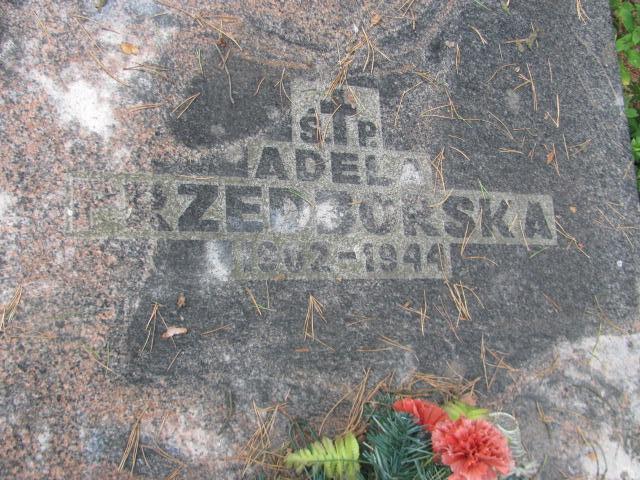 Ś†P.
ADELA
PRZEDBORSKA
1902-1944